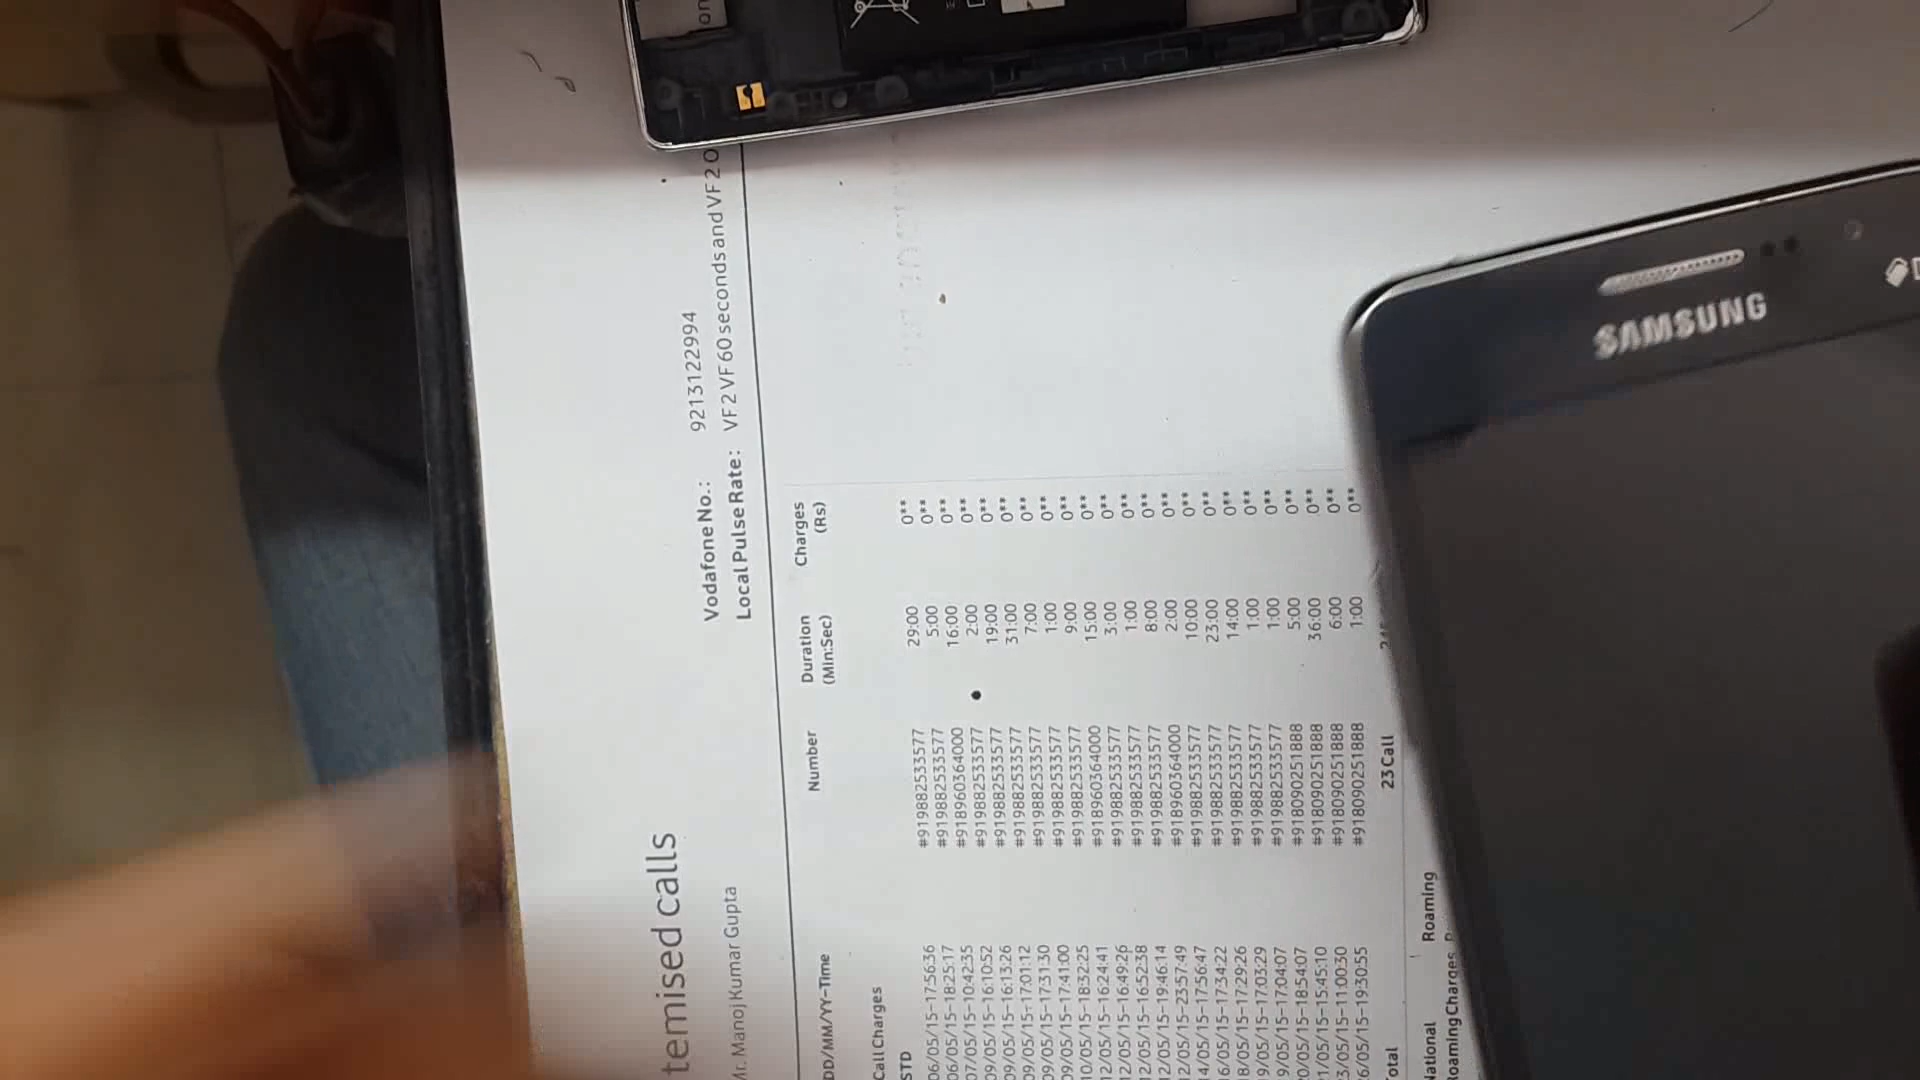 temised calls
Mr. Manoj Kumar Gupta
Vodafone No.: 9213122994
Local Pulse Rate: VF2VF 60 seconds and VF 2 O
DD/MM/YY-Time Number Duration (Min:Sec) Charges (Rs)
Call Charges
STD
06/05/15-17:56:36 #919882533577 29:00 0**
06/05/15-18:25:17 #919882533577 5:00 0**
07/05/15-10:42:35 #918960364000 16:00 0**
09/05/15-16:10:52 #919882533577 2:00 0**
09/05/15-16:13:26 #919882533577 19:00 0**
09/05/15-17:01:12 #919882533577 31:00 0**
09/05/15-17:31:30 #919882533577 7:00 0**
09/05/15-17:41:00 #919882533577 1:00 0**
10/05/15-18:32:25 #919882533577 9:00 0**
12/05/15-16:24:41 #918960364000 15:00 0**
12/05/15-16:49:26 #919882533577 3:00 0**
12/05/15-16:52:38 #919882533577 1:00 0**
12/05/15-19:46:14 #919882533577 8:00 0**
12/05/15-23:57:49 #918960364000 2:00 0**
14/05/15-17:56:47 #919882533577 10:00 0**
16/05/15-17:34:22 #919882533577 23:00 0**
18/05/15-17:29:26 #919882533577 14:00 0**
19/05/15-17:03:29 #919882533577 1:00 0**
19/05/15-17:04:07 #919882533577 1:00 0**
20/05/15-18:54:07 #918090251888 5:00 0**
21/05/15-15:45:10 #918090251888 36:00 0**
23/05/15-11:00:30 #918090251888 6:00 0**
26/05/15-19:30:55 #918090251888 1:00 0**
Total 23 Call
National Roaming
Roaming Charges
SAMSUNG